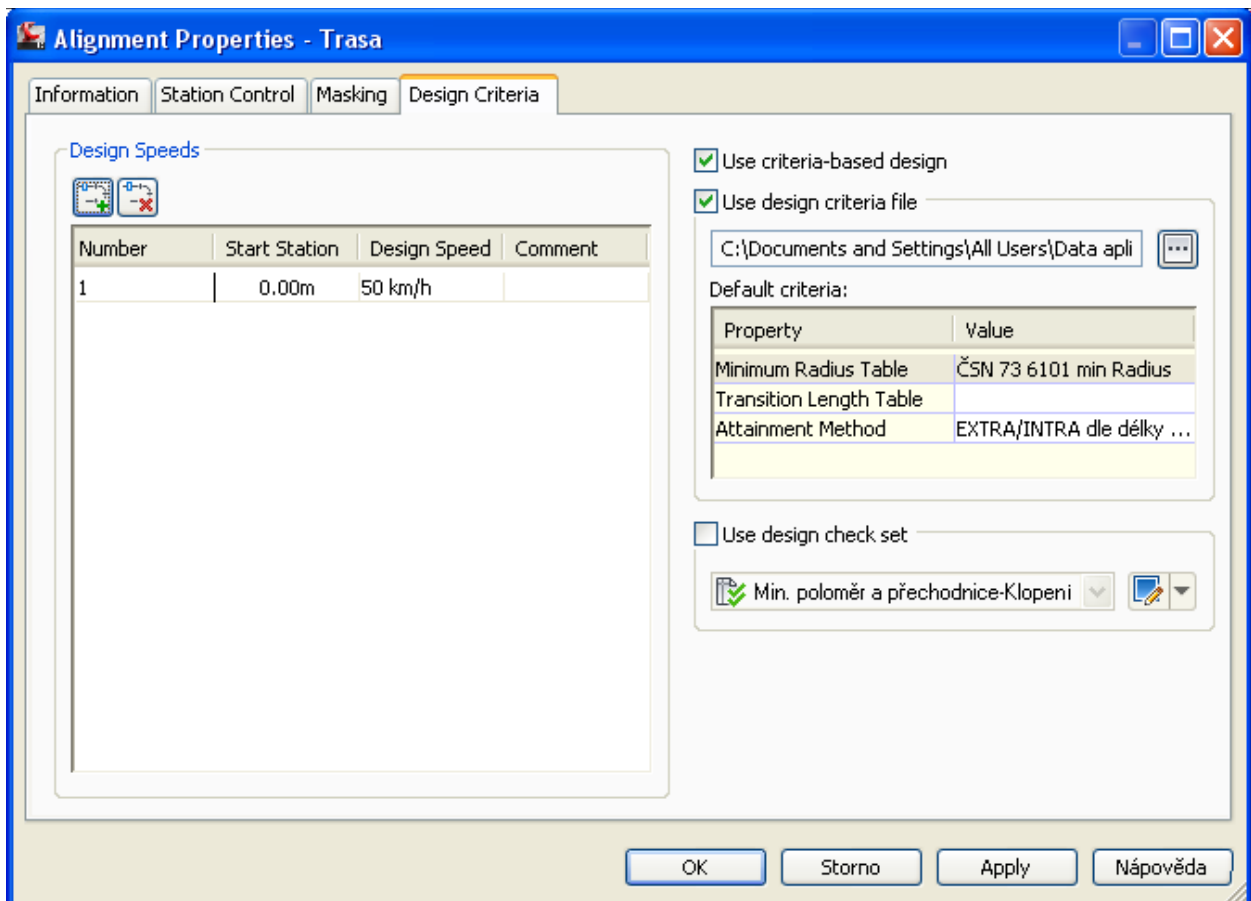 Alignment Properties - Trasa
Information Station Control Masking Design Criteria
Design Speeds
Number Start Station Design Speed Comment
1 0.00m 50 km/h
Use criteria-based design
Use design criteria file
C:\Documents and Settings\All Users\Data apli
...
Default criteria:
Property Value
Minimum Radius Table ČSN 73 6101 min Radius
Transition Length Table
Attainment Method EXTRA/INTRA dle délky ...
Use design check set
Min. poloměr a přechodnice-Klopeni
OK Storno Apply Nápověda